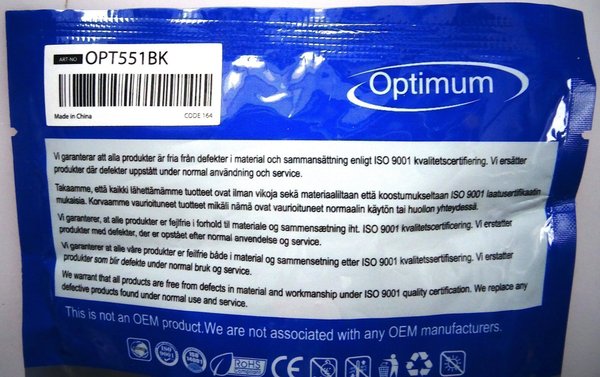 ART-NO OPT551BK
Made in China CODE 164
Optimum
Vi garanterar att alla produkter är fria från defekter i material och sammansättning enligt ISO 9001 kvalitetscertifiering. Vi ersätter
produkter där defekter uppstått under normal användning och service.
Takaamme, että kaikki lähettämämme tuotteet ovat ilman vikoja sekä materiaaliltaan että koostumukseltaan ISO 9001 laatusertifikaatin
mukaisia. Korvaamme vaurioituneet tuotteet mikäli nämä ovat vaurioituneet normaalin käytön tai huollon yhteydessä.
Vi garanterer, at alle produkter er fejlfrie i forhold til materiale og sammensætning iht. ISO 9001 kvalitetscertificering. Vi erstatter
produkter med defekter, der er opstået efter normal anvendelse og service.
Vi garanterer at alle våre produkter er feilfrie både i material og sammensetning etter ISO 9001 kvalitetssertifisering. Vi erstatter
produkter som blir defekte under normal bruk og service.
We warrant that all products are free from defects in material and workmanship under ISO 9001 quality certification. We replace any
defective products found under normal use and service.
This is not an OEM product.We are not associated with any OEM manufacturers.
ISO 9001 ISO 14001 ROHS CE